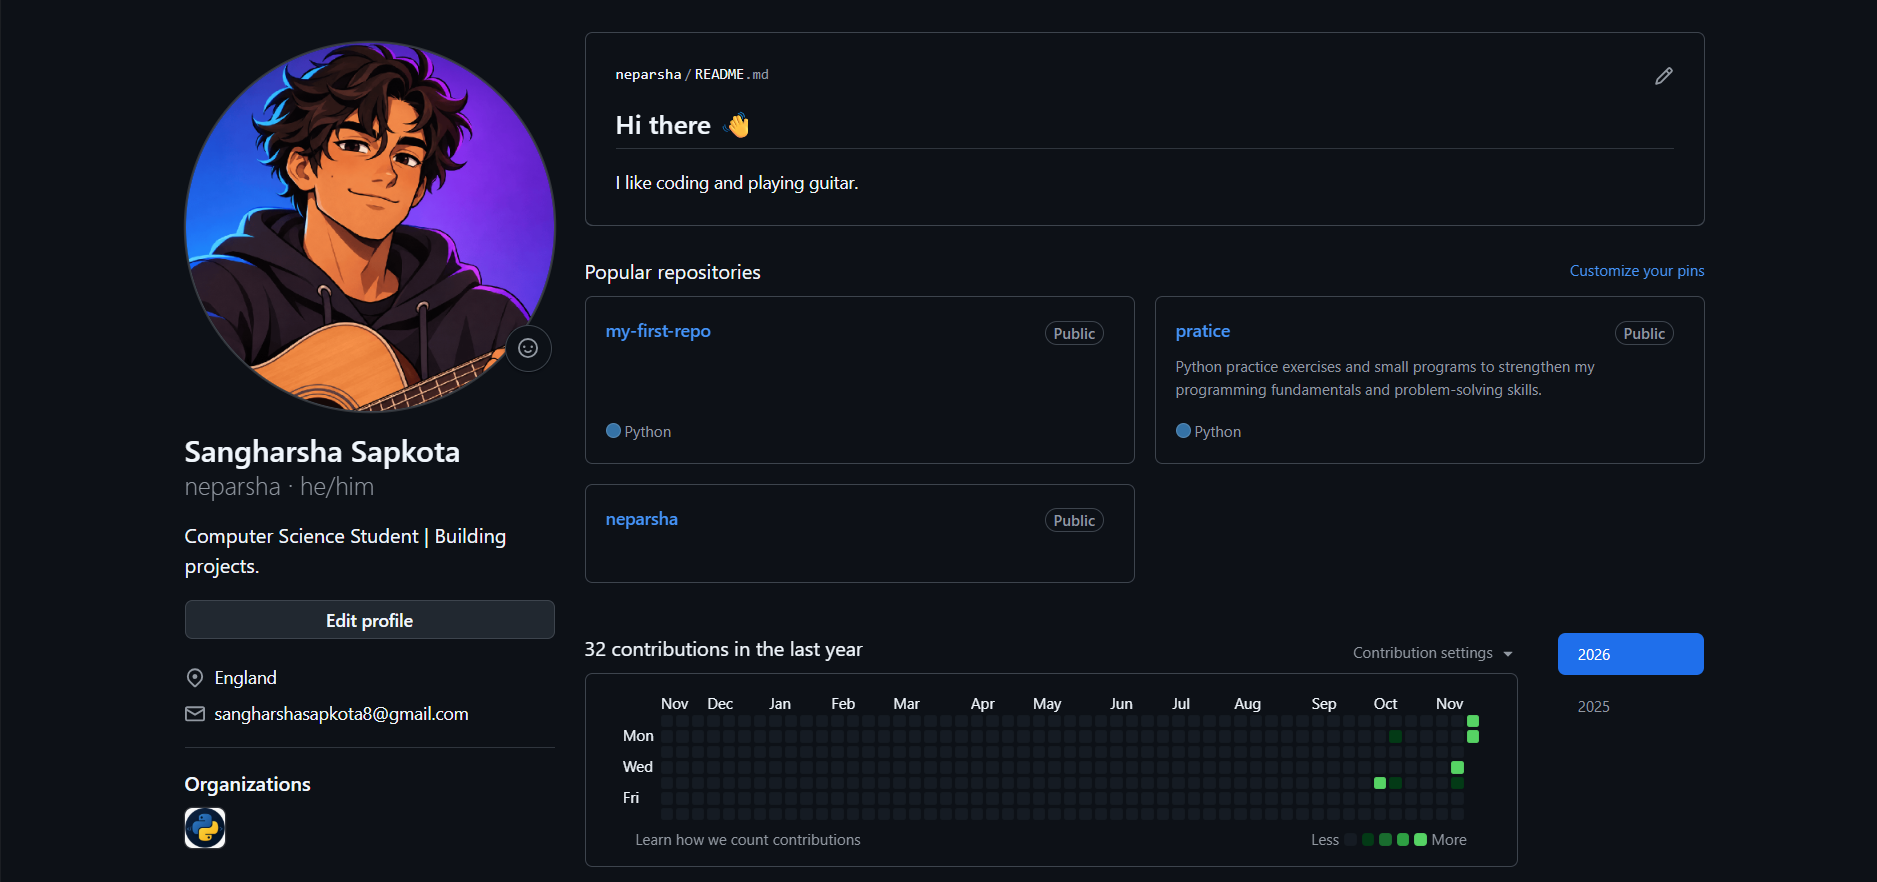 neparsha/README.md
Hi there 👋
I like coding and playing guitar.
Popular repositories
Customize your pins
my-first-repo
Public
Python
pratice
Public
Python practice exercises and small programs to strengthen my
programming fundamentals and problem-solving skills.
Python
neparsha
Public
Sangharsha Sapkota
neparsha · he/him
Computer Science Student | Building
projects.
Edit profile
England
sangharshasapkota8@gmail.com
Organizations
32 contributions in the last year
Contribution settings
2026
2025
Nov Dec Jan Feb Mar Apr May Jun Jul Aug Sep Oct Nov
Mon
Wed
Fri
Learn how we count contributions
Less More